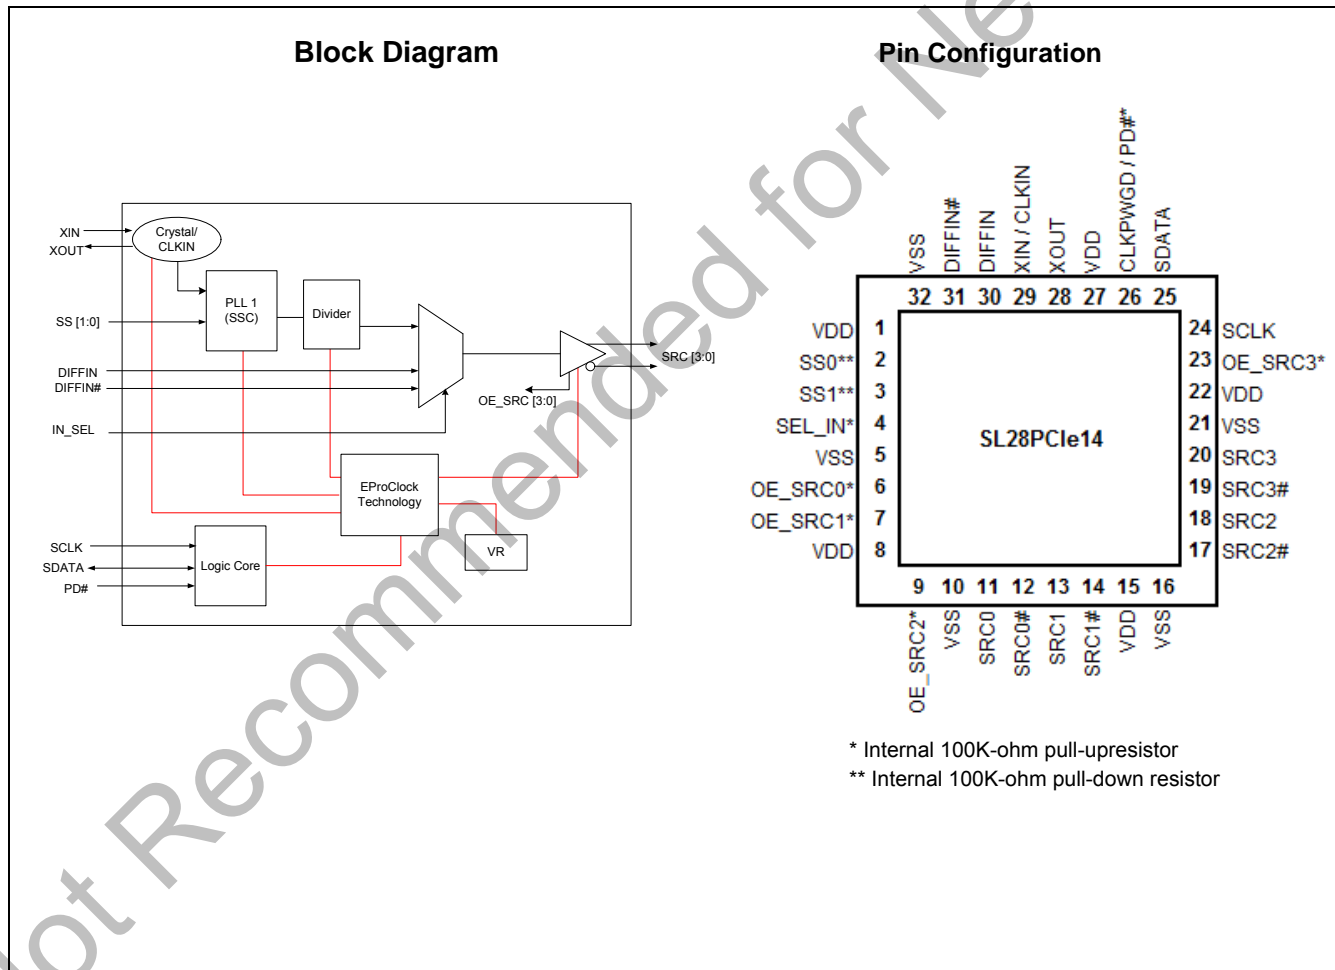 Block Diagram
XIN
XOUT
Crystal/
CLKIN
SS [1:0]
PLL 1
(SSC)
Divider
DIFFIN
DIFFIN#
IN_SEL
OE_SRC [3:0]
SRC [3:0]
EProClock
Technology
VR
SCLK
SDATA
PD#
Logic Core
Pin Configuration
VSS
DIFFIN#
DIFFIN
XIN / CLKIN
XOUT
VDD
CLKPWGD / PD#*
SDATA
32 31 30 29 28 27 26 25
VDD 1
SS0** 2
SS1** 3
SEL_IN* 4
VSS 5
OE_SRC0* 6
OE_SRC1* 7
VDD 8
SL28PCIe14
24 SCLK
23 OE_SRC3*
22 VDD
21 VSS
20 SRC3
19 SRC3#
18 SRC2
17 SRC2#
9 10 11 12 13 14 15 16
OE_SRC2*
VSS
SRC0
SRC0#
SRC1
SRC1#
VDD
VSS
* Internal 100K-ohm pull-upresistor
** Internal 100K-ohm pull-down resistor
ot Recommended for Ne